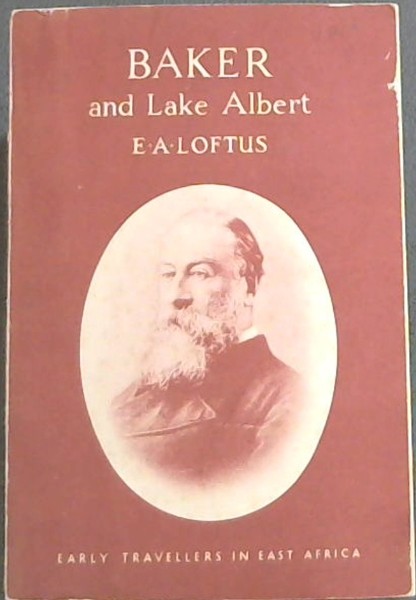 BAKER
and Lake Albert
E·A·LOFTUS
EARLY TRAVELLERS IN EAST AFRICA